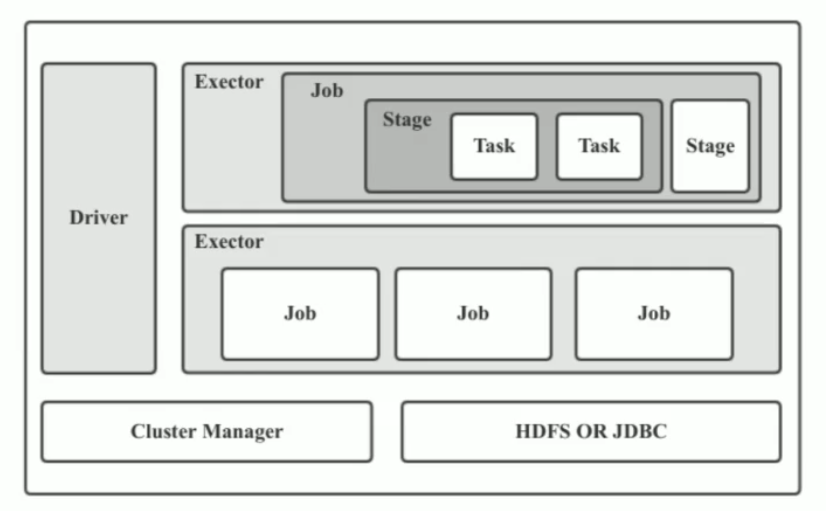 Driver
Exector
Job
Stage
Task
Task
Stage
Exector
Job
Job
Job
Cluster Manager
HDFS OR JDBC